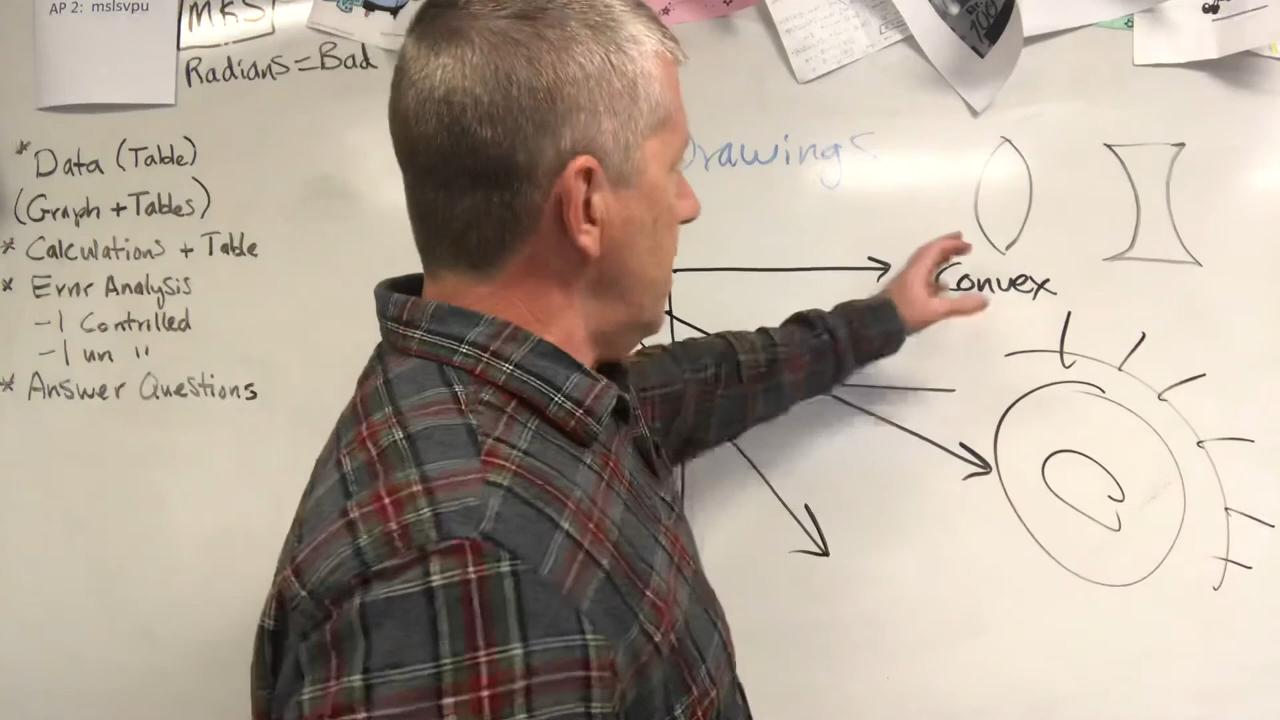 AP 2: mslsvpu
MKS
Radians=Bad
* Data (Table)
(Graph + Tables)
* Calculations + Table
* Error Analysis
-1 Contrilled
-1 un "
* Answer Questions
Drawings
Convex